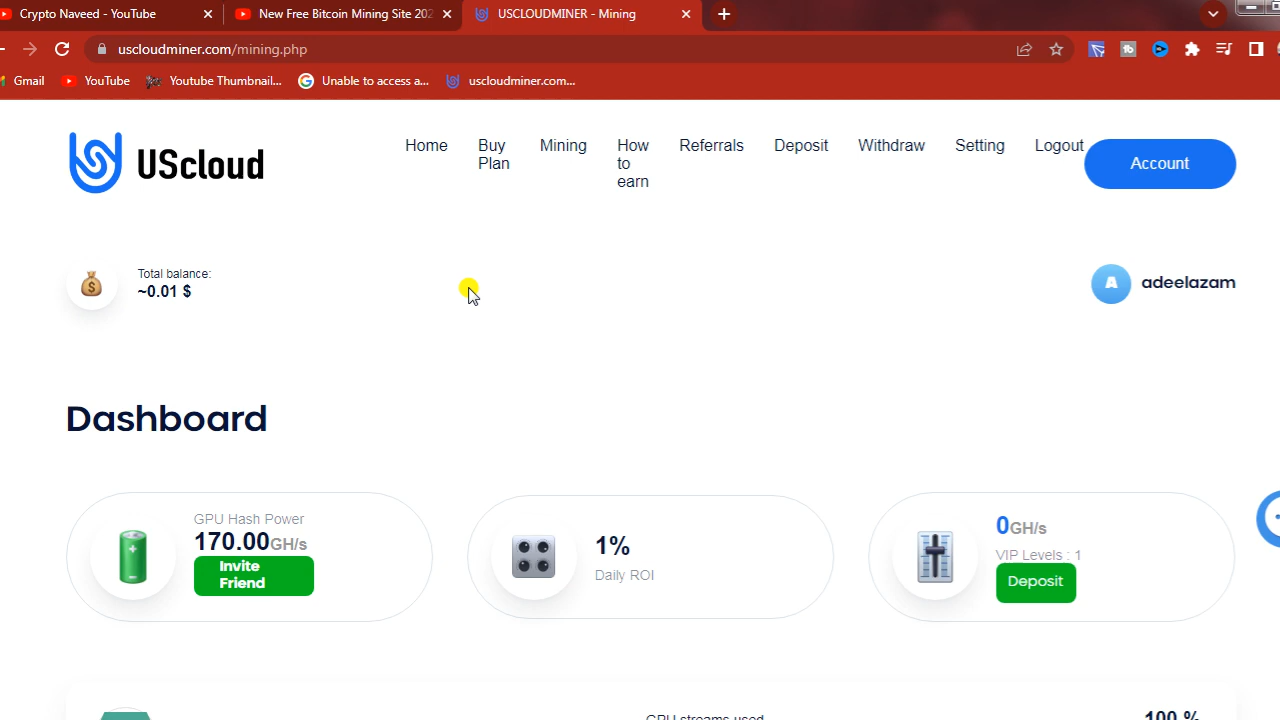 Crypto Naveed - YouTube
New Free Bitcoin Mining Site 202
USCLOUDMINER - Mining
uscloudminer.com/mining.php
Gmail
YouTube
Youtube Thumbnail...
Unable to access a...
uscloudminer.com...
UScloud
Home
Buy
Plan
Mining
How
to
earn
Referrals
Deposit
Withdraw
Setting
Logout
Account
Total balance:
~0.01 $
A
adeelazam
Dashboard
GPU Hash Power
170.00GH/s
Invite
Friend
1%
Daily ROI
0GH/s
VIP Levels : 1
Deposit
GPU streams used
100 %